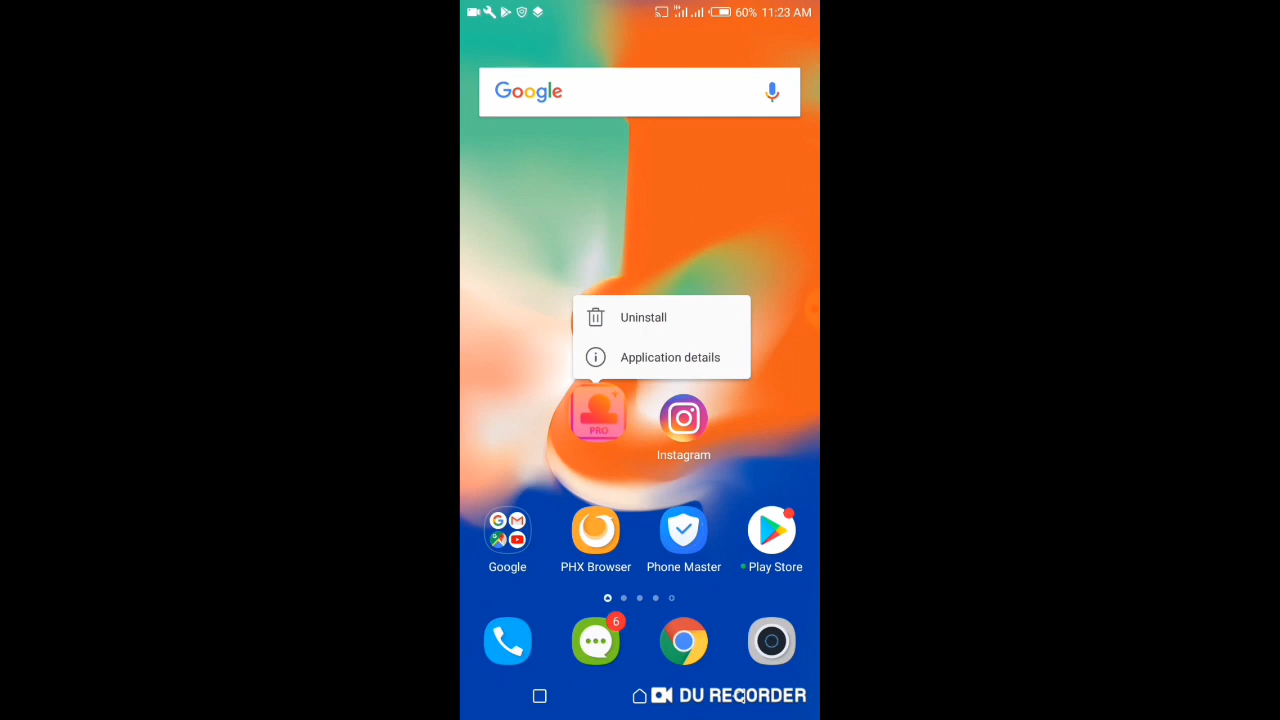 60% 11:23 AM
Google
Uninstall
Application details
PRO
Instagram
Google
PHX Browser
Phone Master
Play Store
6
DU RECORDER